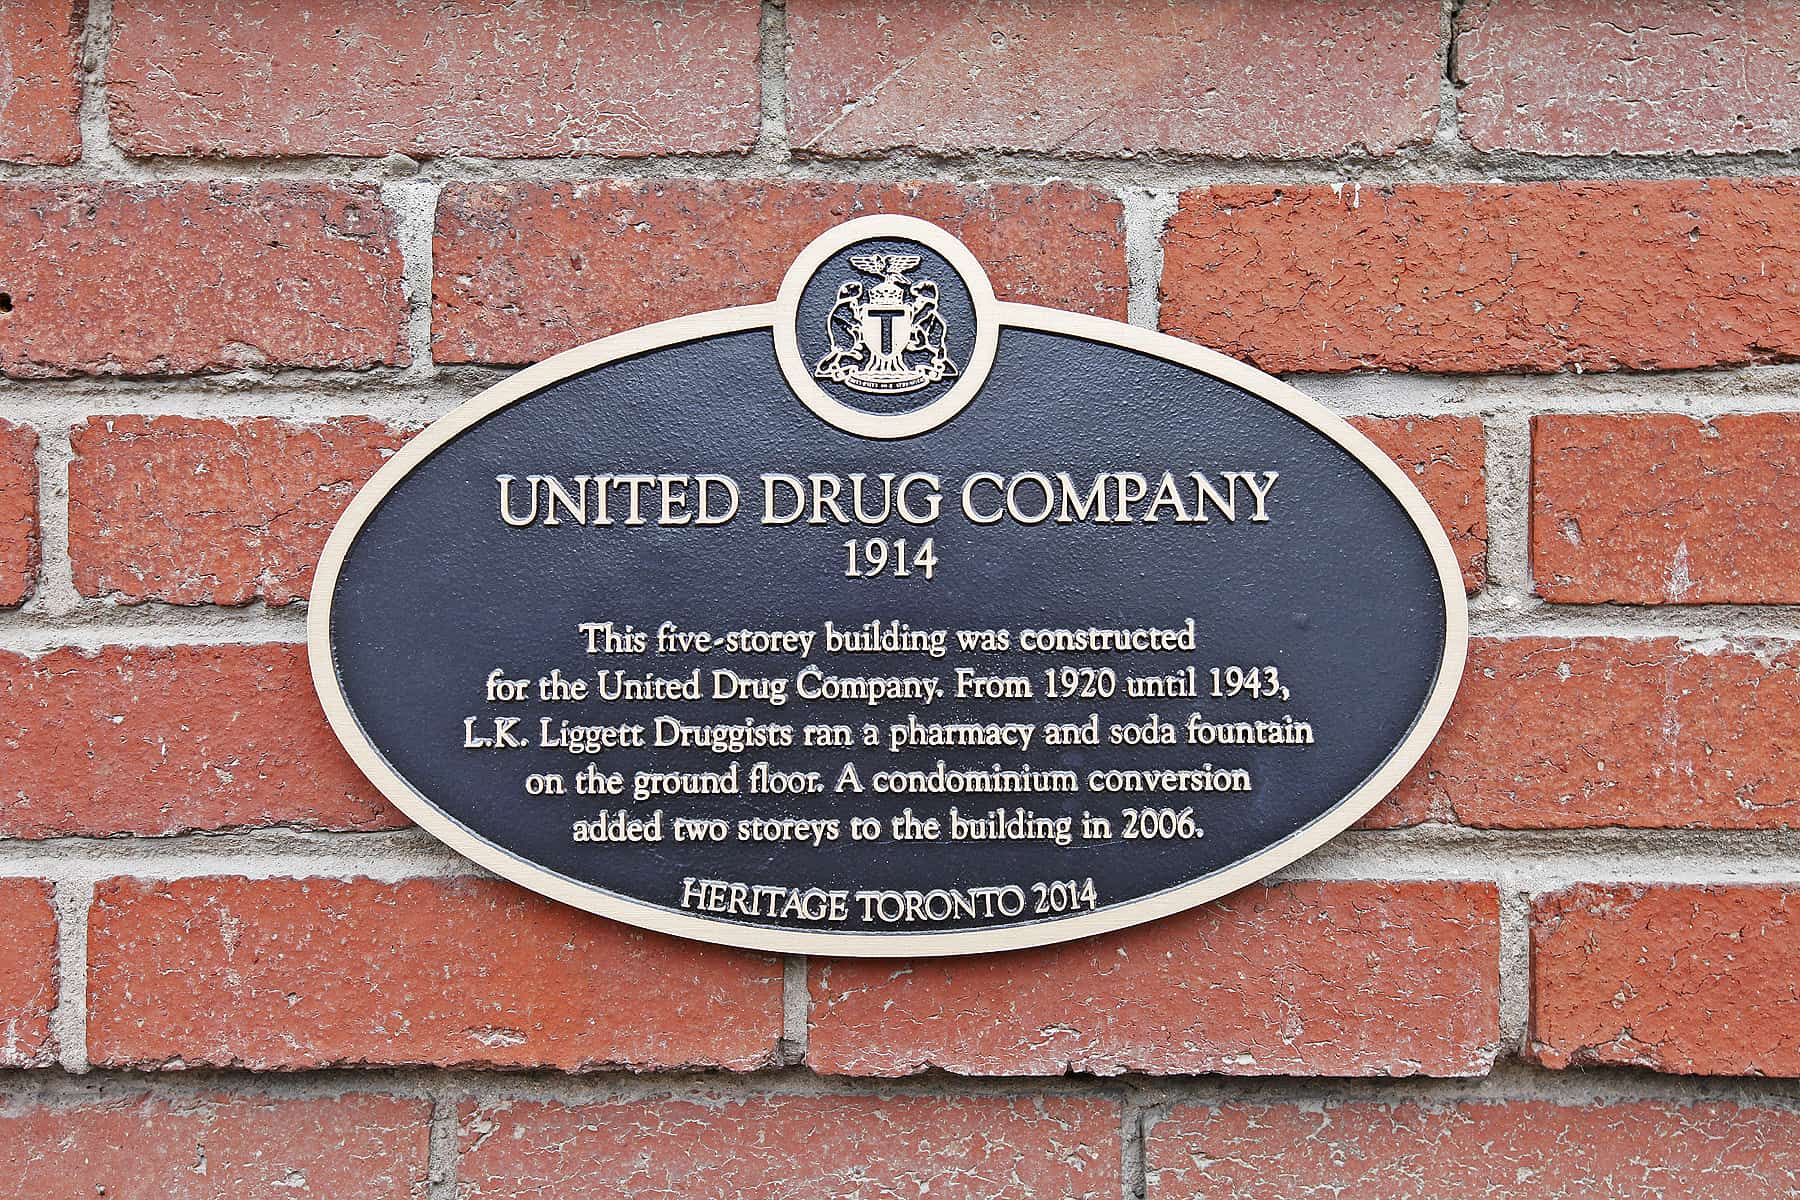 T
UNITED DRUG COMPANY
1914
This five-storey building was constructed
for the United Drug Company. From 1920 until 1943,
L.K. Liggett Druggists ran a pharmacy and soda fountain
on the ground floor. A condominium conversion
added two storeys to the building in 2006.
HERITAGE TORONTO 2014